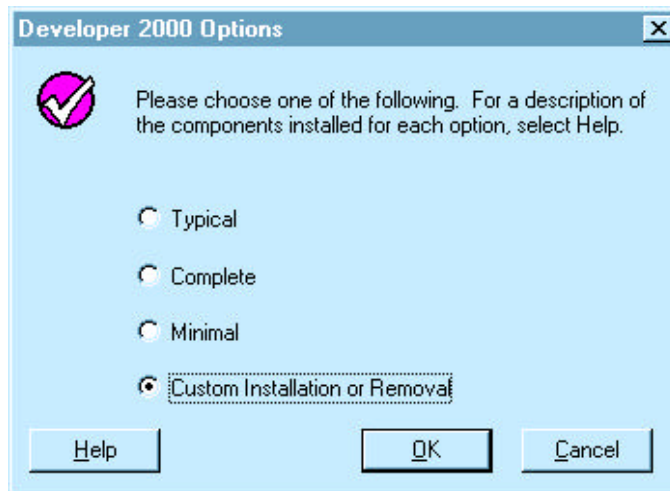 Developer 2000 Options
Please choose one of the following. For a description of
the components installed for each option, select Help.
Typical
Complete
Minimal
Custom Installation or Removal
Help
OK
Cancel